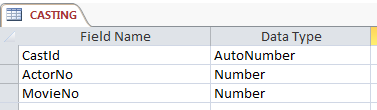 CASTING
Field Name Data Type
CastId AutoNumber
ActorNo Number
MovieNo Number